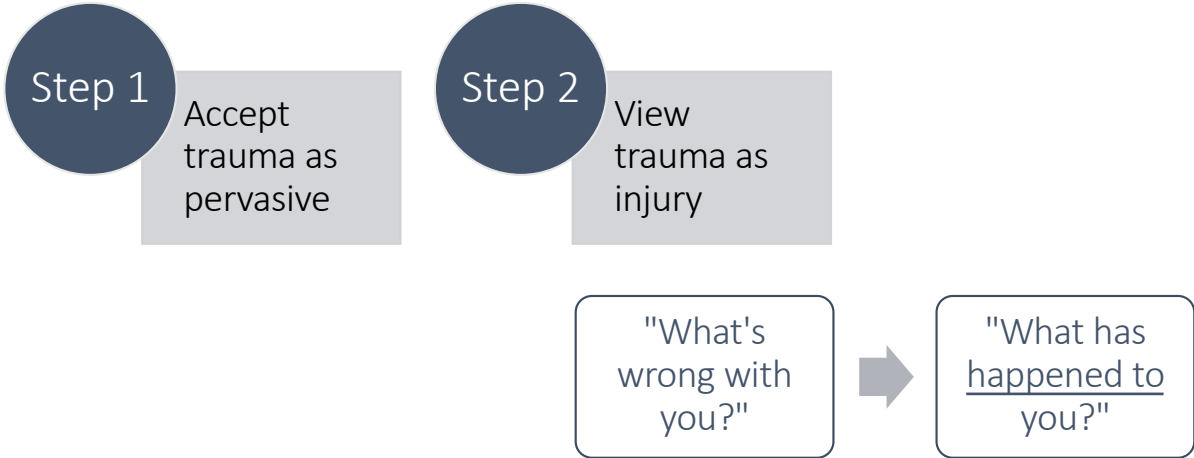 Step 1
Accept
trauma as
pervasive
Step 2
View
trauma as
injury
"What's
wrong with
you?"
"What has
happened to
you?"